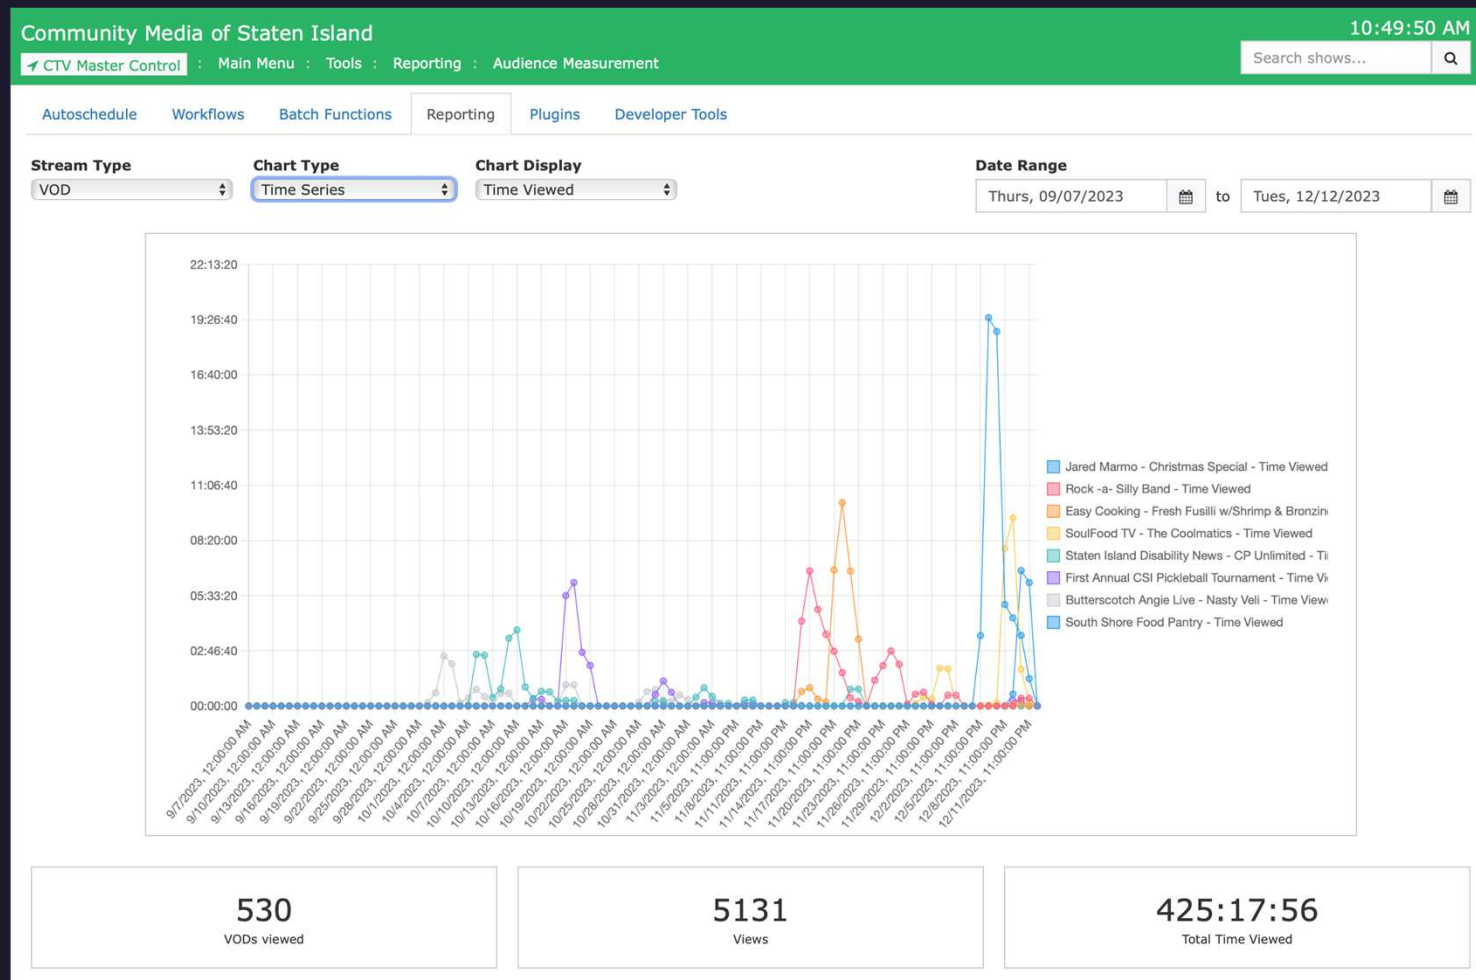 Community Media of Staten Island
10:49:50 AM
CTV Master Control : Main Menu : Tools : Reporting : Audience Measurement
Search shows...
Autoschedule Workflows Batch Functions Reporting Plugins Developer Tools
Stream Type Chart Type Chart Display Date Range
VOD Time Series Time Viewed Thurs, 09/07/2023 to Tues, 12/12/2023
22:13:20
19:26:40
16:40:00
13:53:20
11:06:40
08:20:00
05:33:20
02:46:40
00:00:00
Jared Marmo - Christmas Special - Time Viewed
Rock -a- Silly Band - Time Viewed
Easy Cooking - Fresh Fusilli w/Shrimp & Bronzin
SoulFood TV - The Coolmatics - Time Viewed
Staten Island Disability News - CP Unlimited - Ti
First Annual CSI Pickleball Tournament - Time Vi
Butterscotch Angie Live - Nasty Veli - Time View
South Shore Food Pantry - Time Viewed
9/7/2023, 12:00:00 AM
9/10/2023, 12:00:00 AM
9/13/2023, 12:00:00 AM
9/16/2023, 12:00:00 AM
9/19/2023, 12:00:00 AM
9/22/2023, 12:00:00 AM
9/25/2023, 12:00:00 AM
9/28/2023, 12:00:00 AM
10/1/2023, 12:00:00 AM
10/4/2023, 12:00:00 AM
10/7/2023, 12:00:00 AM
10/10/2023, 12:00:00 AM
10/13/2023, 12:00:00 AM
10/16/2023, 12:00:00 AM
10/19/2023, 12:00:00 AM
10/22/2023, 12:00:00 AM
10/25/2023, 12:00:00 AM
10/28/2023, 12:00:00 AM
10/31/2023, 12:00:00 AM
11/3/2023, 12:00:00 AM
11/5/2023, 11:00:00 PM
11/8/2023, 11:00:00 PM
11/11/2023, 11:00:00 PM
11/14/2023, 11:00:00 PM
11/17/2023, 11:00:00 PM
11/20/2023, 11:00:00 PM
11/23/2023, 11:00:00 PM
11/26/2023, 11:00:00 PM
11/29/2023, 11:00:00 PM
12/2/2023, 11:00:00 PM
12/5/2023, 11:00:00 PM
12/8/2023, 11:00:00 PM
12/11/2023, 11:00:00 PM
530
VODs viewed
5131
Views
425:17:56
Total Time Viewed